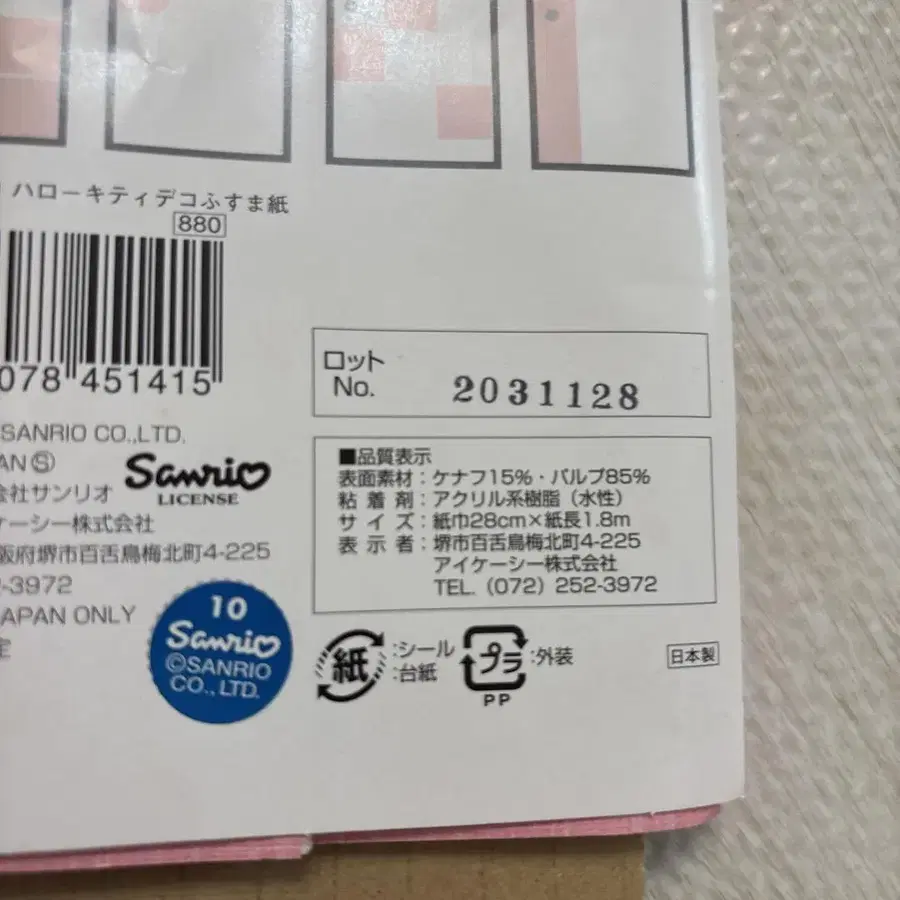 ハローキティデコふすま紙
880
078 451415
SANRIO CO.,LTD.
AN Ⓢ
会社サンリオ
Sanrio
LICENSE
イケーシー株式会社
阪府堺市百舌鳥梅北町4-225
2-3972
JAPAN ONLY
定
10
Sanrio
©SANRIO
CO., LTD.
ロット
No.
2031128
■品質表示
表面素材：ケナフ15%・パルプ85%
粘着剤：アクリル系樹脂（水性）
サイズ：紙巾28cm×紙長1.8m
表示者：堺市百舌鳥梅北町4-225
アイケーシー株式会社
TEL.（072）252-3972
紙
:シール
:台紙
プラ
PP
:外装
日本製